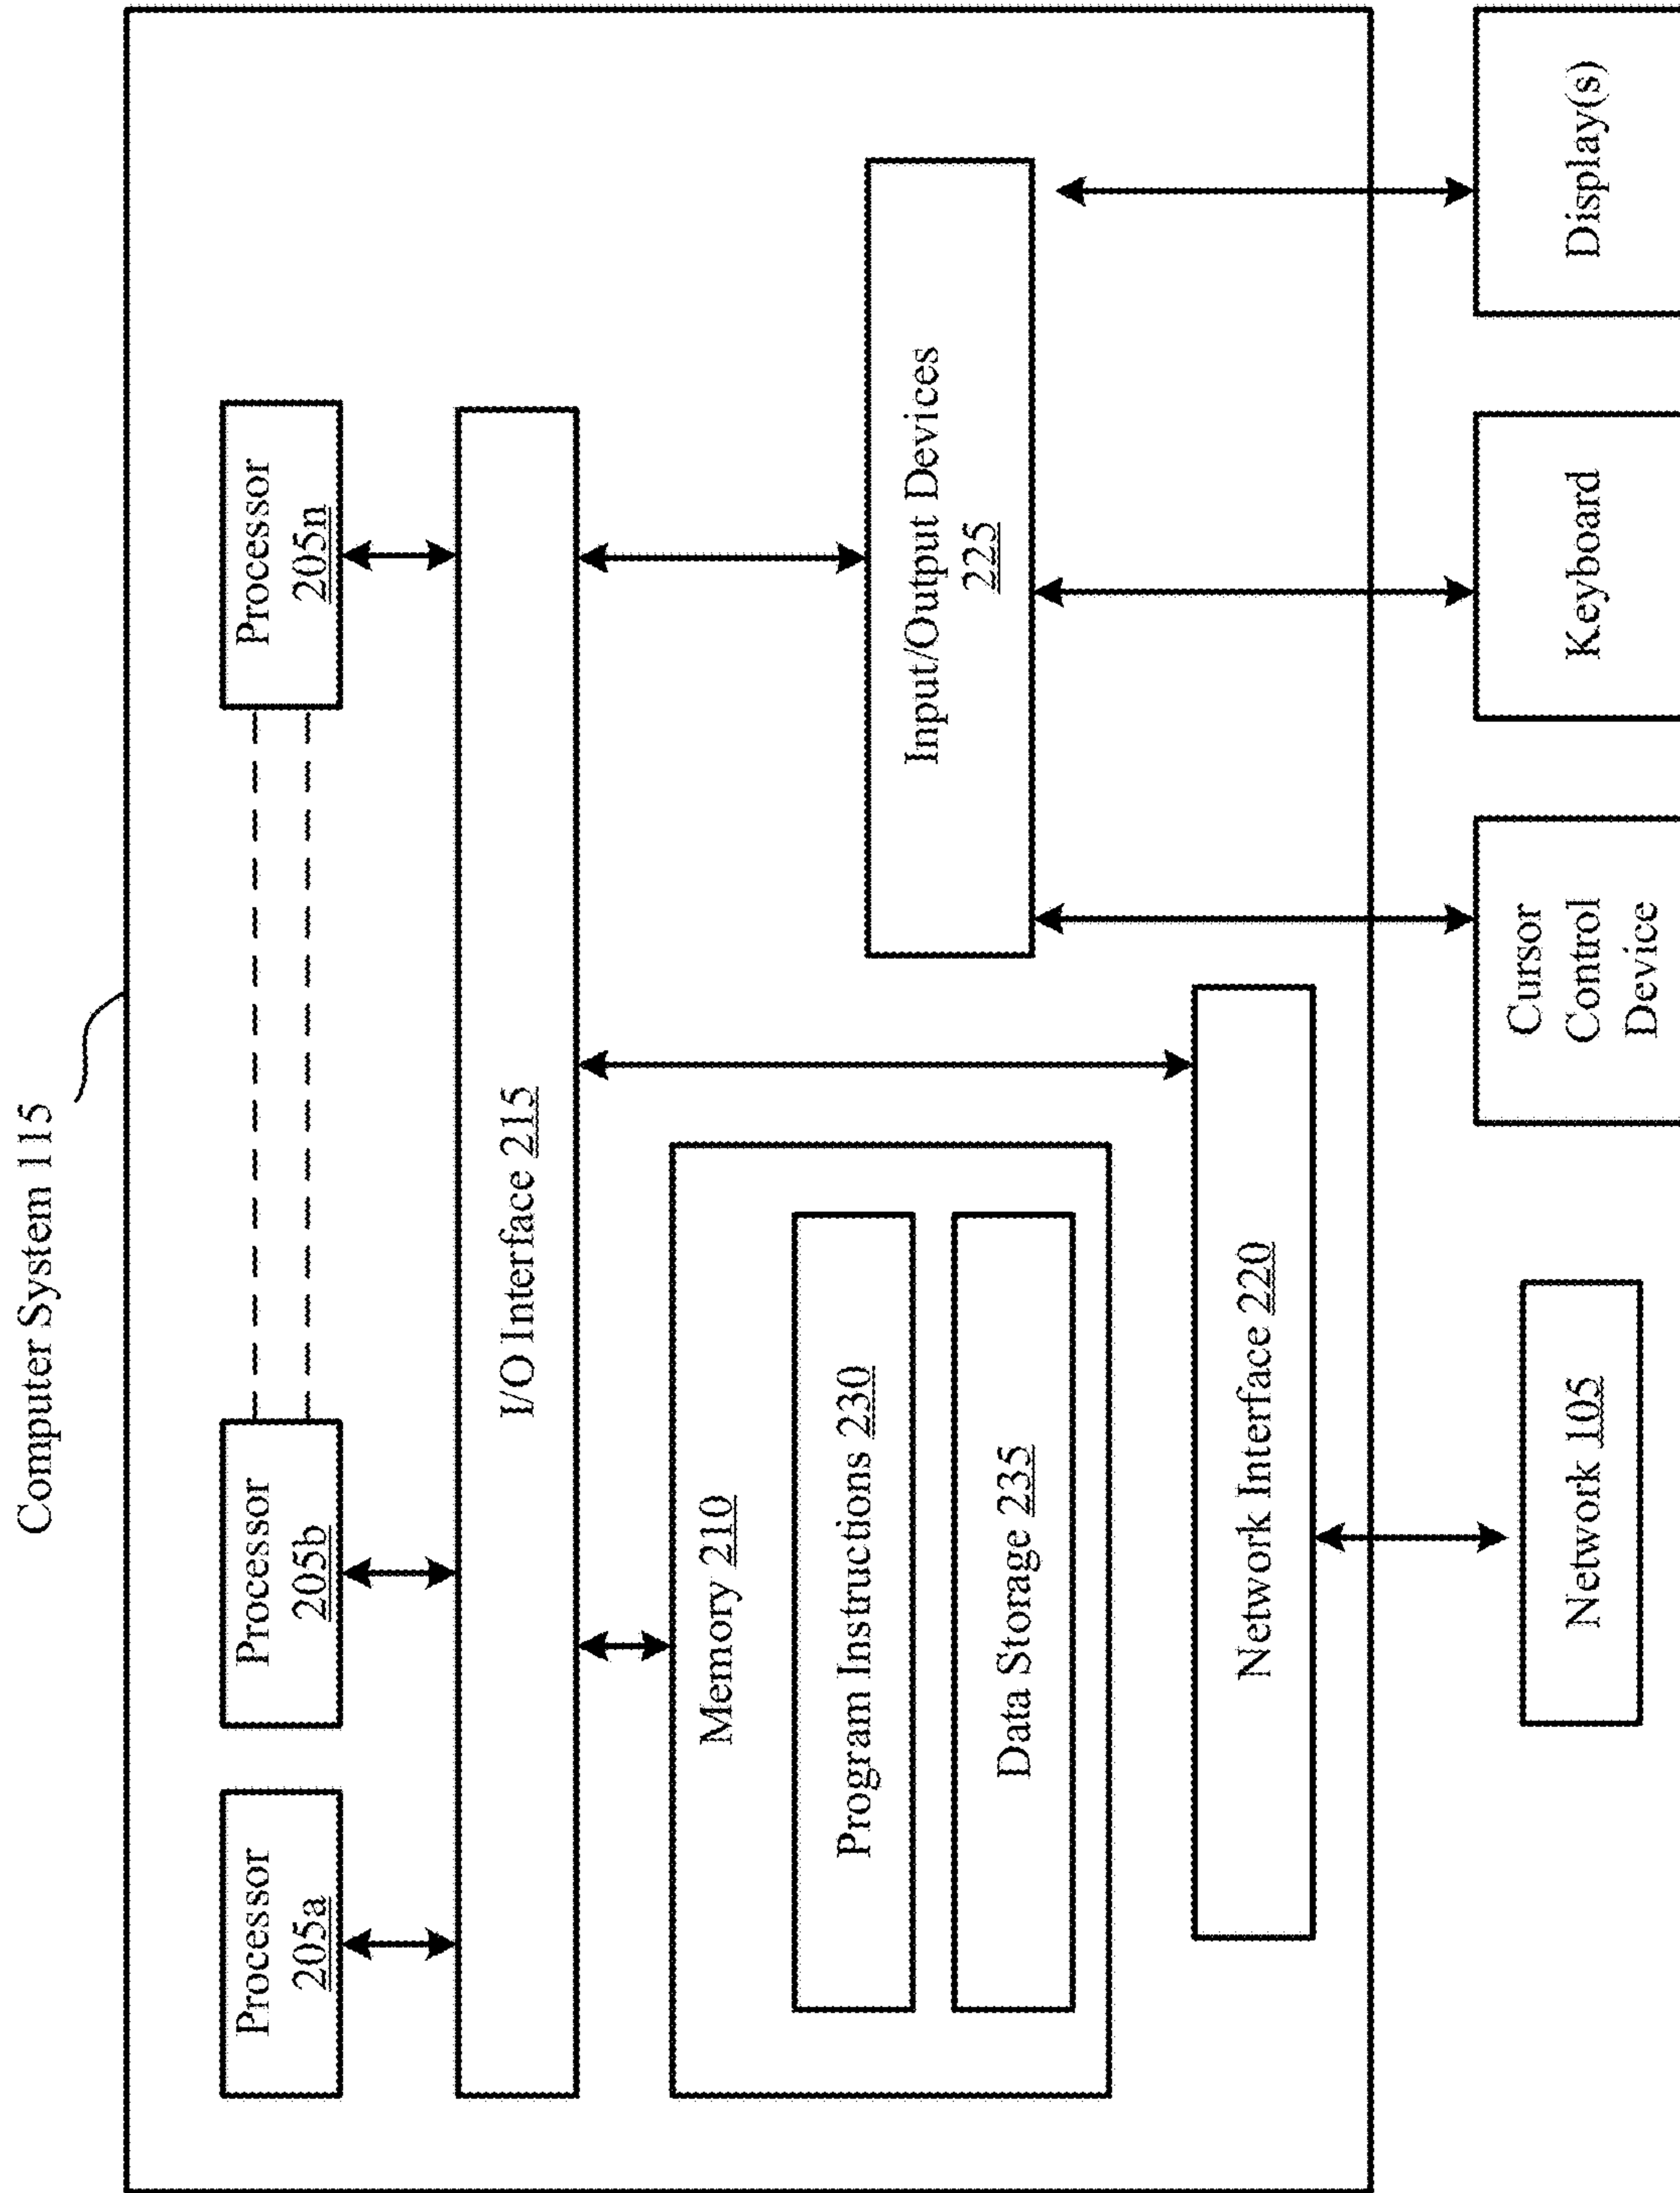 Computer System 115
Processor
205a
Processor
205b
Processor
205n
I/O Interface 215
Memory 210
Program Instructions 230
Data Storage 235
Input/Output Devices
225
Network Interface 220
Network 105
Cursor
Control
Device
Keyboard
Display(s)